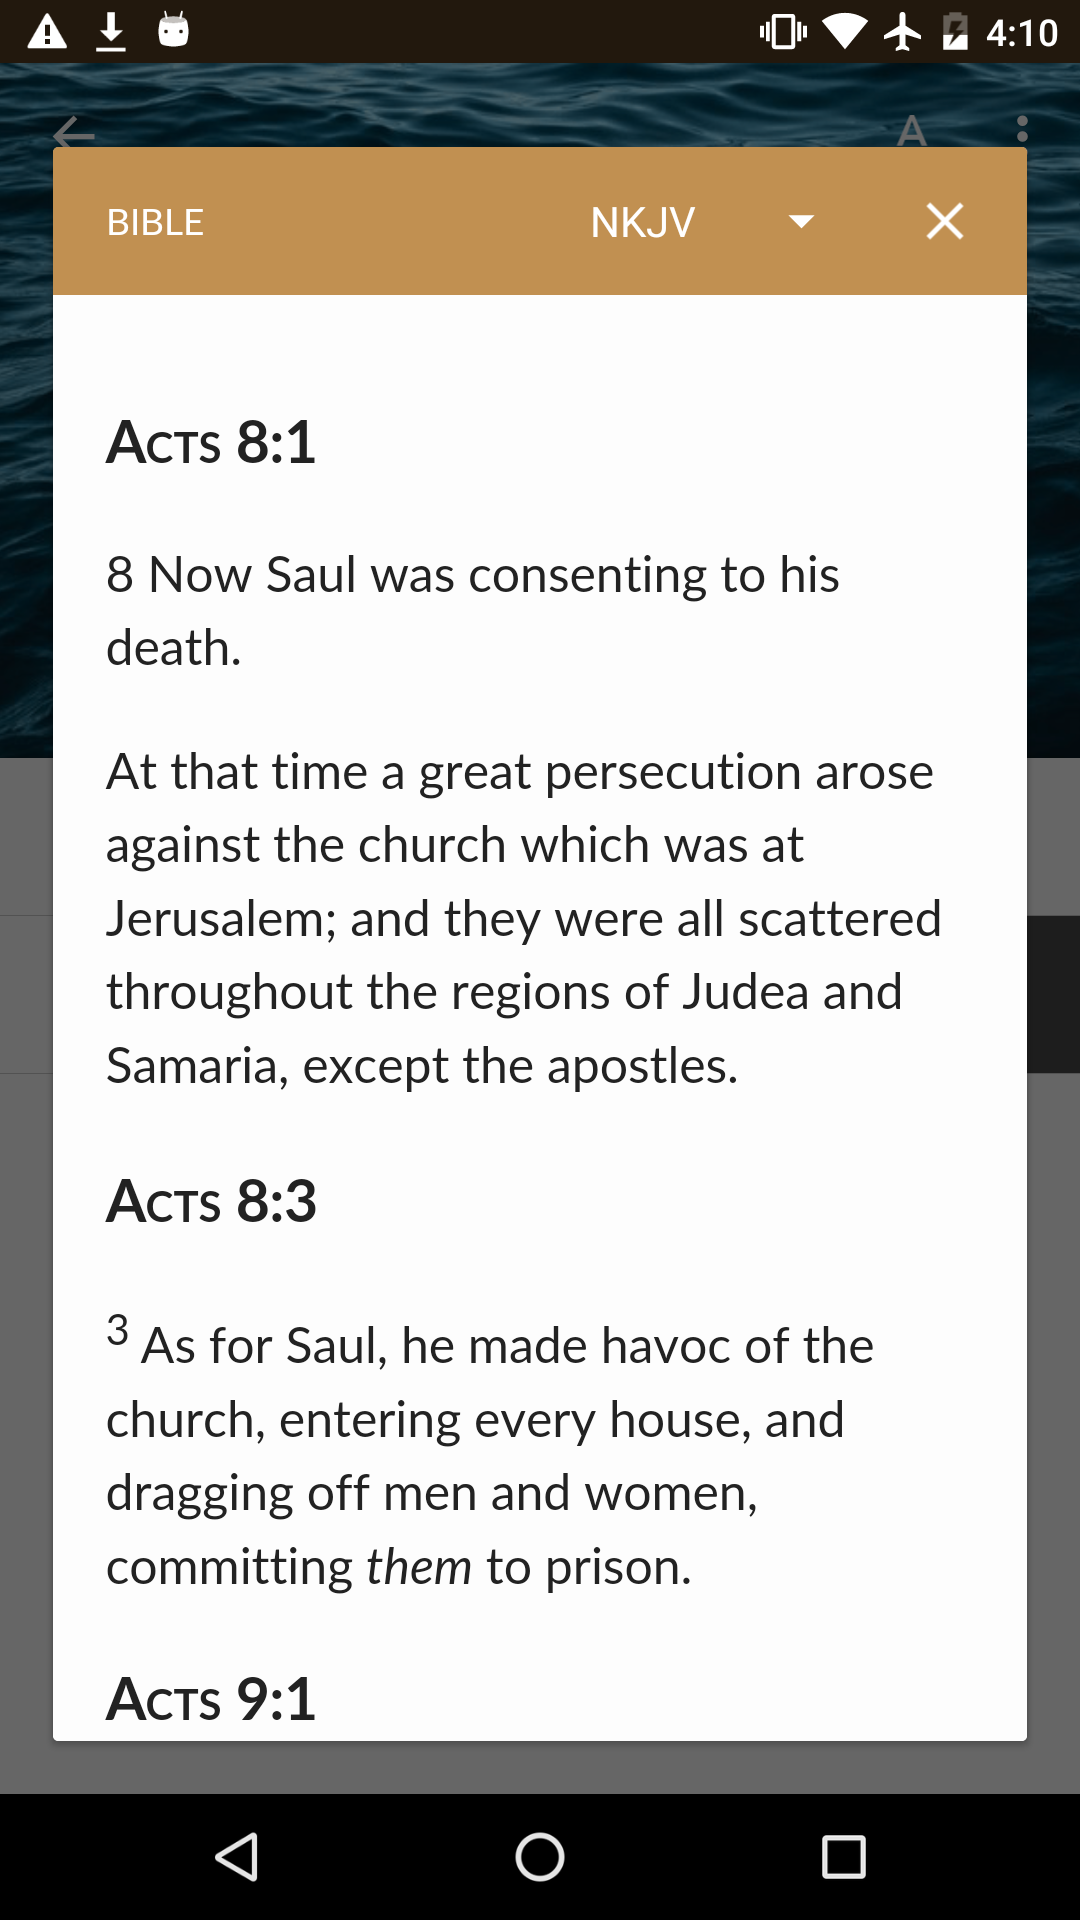 4:10
A
BIBLE NKJV
Acts 8:1
8 Now Saul was consenting to his
death.
At that time a great persecution arose
against the church which was at
Jerusalem; and they were all scattered
throughout the regions of Judea and
Samaria, except the apostles.
Acts 8:3
3 As for Saul, he made havoc of the
church, entering every house, and
dragging off men and women,
committing them to prison.
Acts 9:1